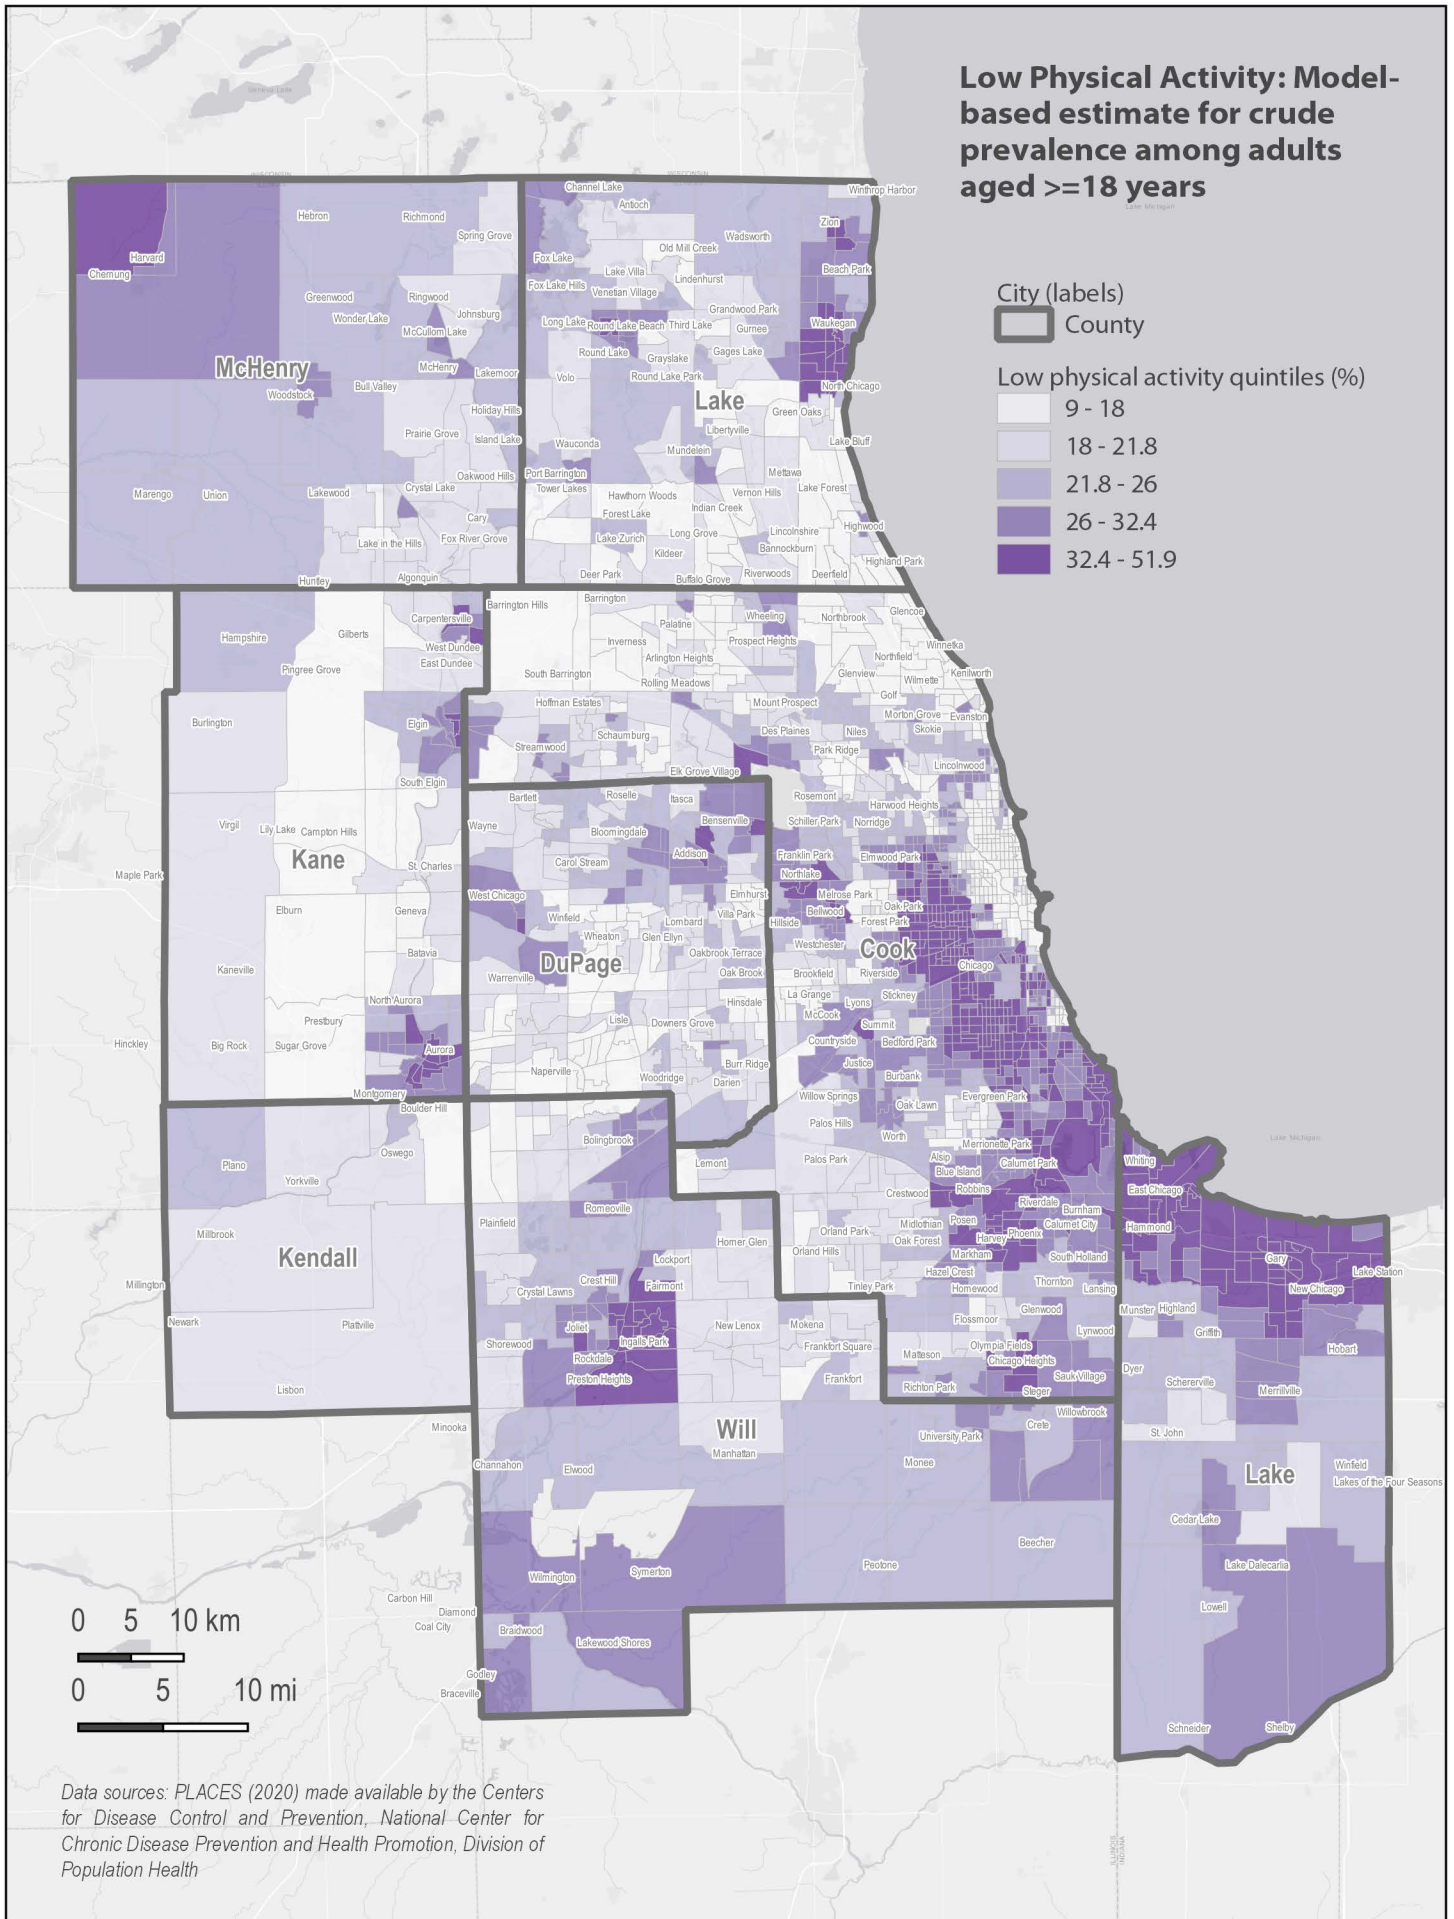 Low Physical Activity: Model-
based estimate for crude
prevalence among adults
aged >=18 years
Lake Michigan
Geneva Lake
WISCONSIN
WISCONSIN
City (labels)
County
Low physical activity quintiles (%)
9 - 18
18 - 21.8
21.8 - 26
26 - 32.4
32.4 - 51.9
Channel Lake
Winthrop Harbor
Antioch
Hebron
Richmond
Zion
Spring Grove
Wadsworth
Old Mill Creek
Harvard
Fox Lake
Chemung
Lake Villa
Beach Park
Lindenhurst
Fox Lake Hills
Venetian Village
Greenwood
Ringwood
Grandwood Park
Johnsburg
Wonder Lake
Long Lake
Round Lake Beach
Third Lake
Waukegan
McCullom Lake
Gurnee
Round Lake
Gages Lake
Grayslake
McHenry
McHenry
Lakemoor
Volo
Round Lake Park
Bull Valley
North Chicago
Woodstock
Lake
Holiday Hills
Green Oaks
Libertyville
Prairie Grove
Island Lake
Wauconda
Lake Bluff
Mundelein
Oakwood Hills
Port Barrington
Mettawa
Crystal Lake
Tower Lakes
Lake Forest
Marengo
Union
Lakewood
Hawthorn Woods
Vernon Hills
Indian Creek
Forest Lake
Cary
Highwood
Lake Zurich
Long Grove
Lincolnshire
Fox River Grove
Lake in the Hills
Bannockburn
Kildeer
Highland Park
Huntley
Algonquin
Deer Park
Buffalo Grove
Riverwoods
Deerfield
Barrington Hills
Barrington
Glencoe
Carpentersville
Wheeling
Northbrook
Palatine
Hampshire
Gilberts
West Dundee
Inverness
Prospect Heights
Winnetka
East Dundee
Arlington Heights
Northfield
Pingree Grove
South Barrington
Rolling Meadows
Glenview
Wilmette
Kenilworth
Hoffman Estates
Mount Prospect
Golf
Burlington
Elgin
Morton Grove
Evanston
Des Plaines
Niles
Skokie
Schaumburg
Streamwood
Park Ridge
Elk Grove Village
Lincolnwood
South Elgin
Bartlett
Roselle
Itasca
Rosemont
Harwood Heights
Virgil
Lily Lake
Campton Hills
Wayne
Bloomingdale
Bensenville
Schiller Park
Norridge
Kane
Carol Stream
Addison
Franklin Park
Elmwood Park
Maple Park
St. Charles
Northlake
West Chicago
Elmhurst
Melrose Park
Elburn
Geneva
Winfield
Lombard
Villa Park
Bellwood
Oak Park
Hillside
Forest Park
Wheaton
Glen Ellyn
Westchester
Cook
Batavia
Oakbrook Terrace
DuPage
Chicago
Kaneville
Warrenville
Oak Brook
Brookfield
Riverside
North Aurora
La Grange
Stickney
Hinsdale
Lyons
Prestbury
Lisle
Downers Grove
McCook
Summit
Hinckley
Big Rock
Sugar Grove
Aurora
Countryside
Bedford Park
Burr Ridge
Justice
Naperville
Woodridge
Darien
Burbank
Montgomery
Willow Springs
Evergreen Park
Boulder Hill
Oak Lawn
Palos Hills
Bolingbrook
Worth
Lake Michigan
Oswego
Merrionette Park
Plano
Lemont
Palos Park
Alsip
Calumet Park
Whiting
Yorkville
Blue Island
Crestwood
Robbins
East Chicago
Romeoville
Riverdale
Burnham
Plainfield
Midlothian
Posen
Calumet City
Hammond
Millbrook
Orland Park
Oak Forest
Harvey
Phoenix
Homer Glen
Orland Hills
Kendall
Lockport
Markham
South Holland
Gary
Lake Station
Millington
Crest Hill
Fairmont
Tinley Park
Hazel Crest
Thornton
New Chicago
Crystal Lawns
Homewood
Lansing
Newark
Plattville
Joliet
New Lenox
Mokena
Flossmoor
Glenwood
Munster
Highland
Shorewood
Ingalls Park
Lynwood
Griffith
Frankfort Square
Olympia Fields
Hobart
Rockdale
Matteson
Chicago Heights
Dyer
Preston Heights
Frankfort
Sauk Village
Schererville
Lisbon
Richton Park
Steger
Merrillville
Minooka
Will
Willowbrook
Crete
University Park
St. John
Manhattan
Channahon
Elwood
Monee
Lake
Winfield
Lakes of the Four Seasons
Cedar Lake
Beecher
Wilmington
Symerton
Peotone
Lake Dalecarlia
Carbon Hill
Diamond
Lowell
Coal City
Braidwood
Lakewood Shores
Godley
Braceville
Schneider
Shelby
0 5 10 km
0 5 10 mi
Data sources: PLACES (2020) made available by the Centers
for Disease Control and Prevention, National Center for
Chronic Disease Prevention and Health Promotion, Division of
Population Health
ILLINOIS
INDIANA